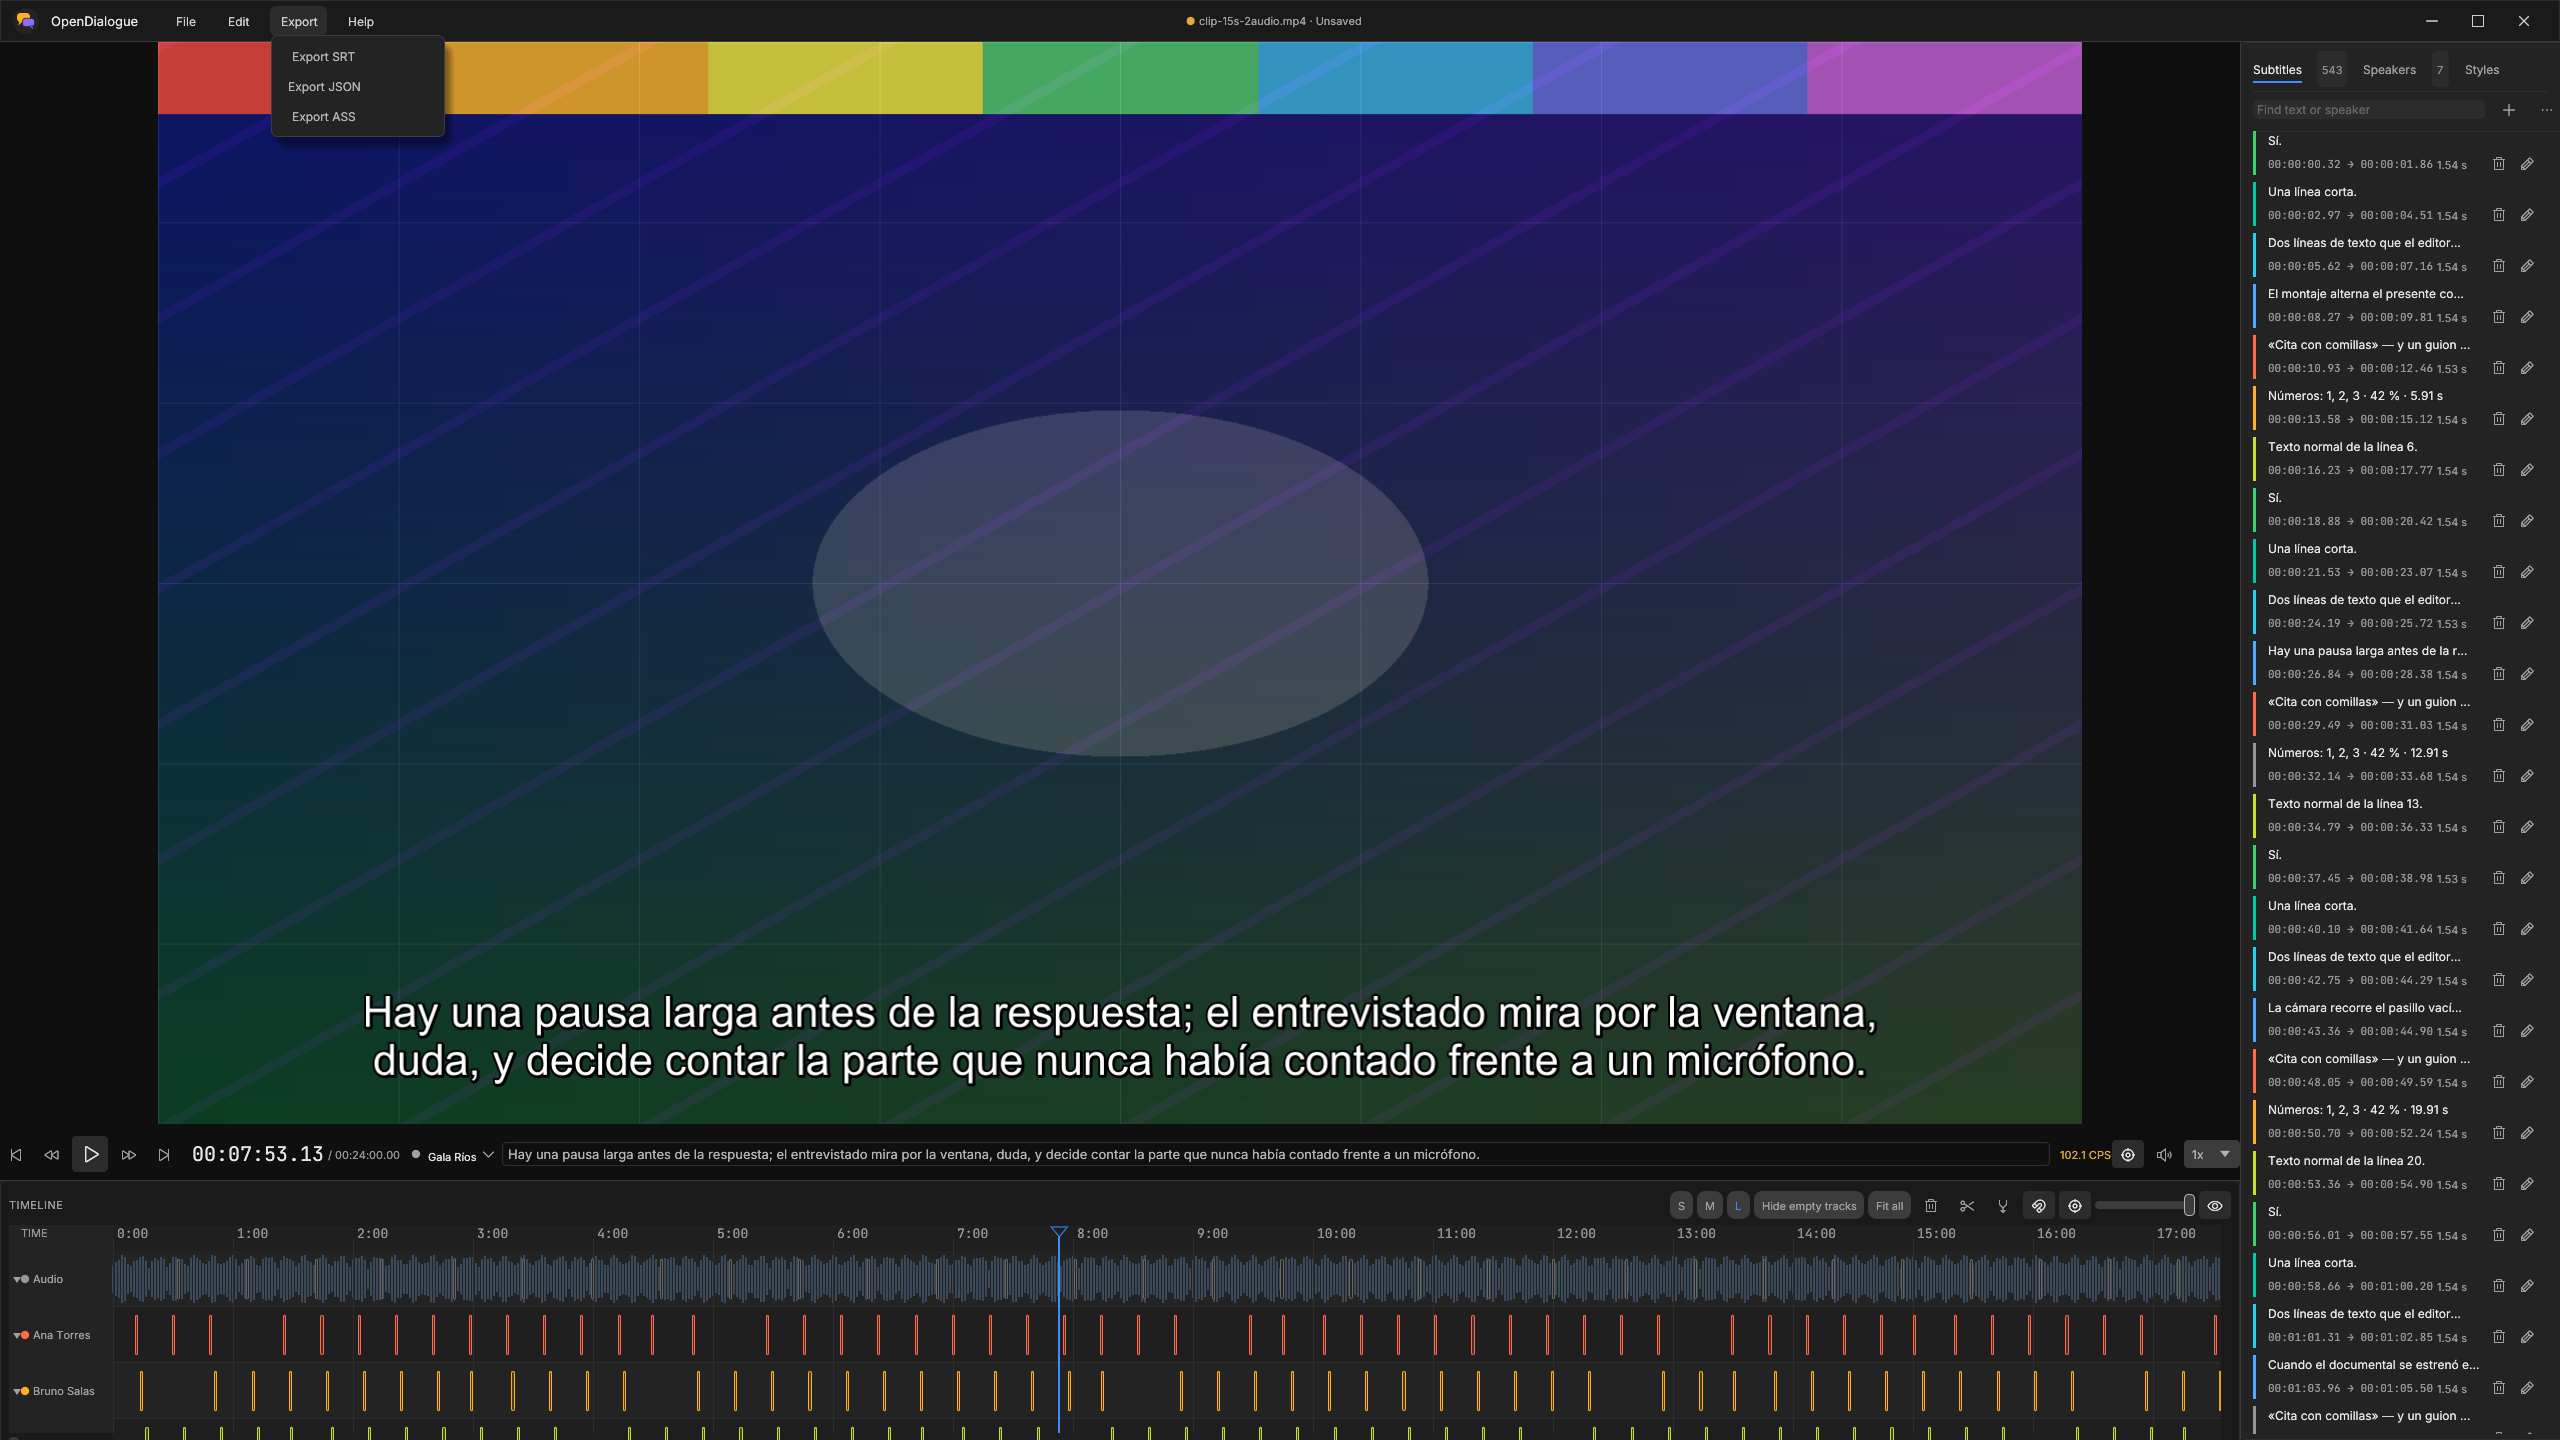 OpenDialogue
File
Edit
Export
Help
clip-15s-2audio.mp4 · Unsaved
Export SRT
Export JSON
Export ASS
Subtitles
543
Speakers
7
Styles
Find text or speaker
Sí.
00:00:00.32 → 00:00:01.86 1.54 s
Una línea corta.
00:00:02.97 → 00:00:04.51 1.54 s
Dos líneas de texto que el editor...
00:00:05.62 → 00:00:07.16 1.54 s
El montaje alterna el presente co...
00:00:08.27 → 00:00:09.81 1.54 s
«Cita con comillas» — y un guion ...
00:00:10.93 → 00:00:12.46 1.53 s
Números: 1, 2, 3 · 42 % · 5.91 s
00:00:13.58 → 00:00:15.12 1.54 s
Texto normal de la línea 6.
00:00:16.23 → 00:00:17.77 1.54 s
Sí.
00:00:18.88 → 00:00:20.42 1.54 s
Una línea corta.
00:00:21.53 → 00:00:23.07 1.54 s
Dos líneas de texto que el editor...
00:00:24.19 → 00:00:25.72 1.53 s
Hay una pausa larga antes de la r...
00:00:26.84 → 00:00:28.38 1.54 s
«Cita con comillas» — y un guion ...
00:00:29.49 → 00:00:31.03 1.54 s
Números: 1, 2, 3 · 42 % · 12.91 s
00:00:32.14 → 00:00:33.68 1.54 s
Texto normal de la línea 13.
00:00:34.79 → 00:00:36.33 1.54 s
Sí.
00:00:37.45 → 00:00:38.98 1.53 s
Una línea corta.
00:00:40.10 → 00:00:41.64 1.54 s
Dos líneas de texto que el editor...
00:00:42.75 → 00:00:44.29 1.54 s
La cámara recorre el pasillo vací...
00:00:43.36 → 00:00:44.90 1.54 s
«Cita con comillas» — y un guion ...
00:00:48.05 → 00:00:49.59 1.54 s
Números: 1, 2, 3 · 42 % · 19.91 s
00:00:50.70 → 00:00:52.24 1.54 s
Texto normal de la línea 20.
00:00:53.36 → 00:00:54.90 1.54 s
Sí.
00:00:56.01 → 00:00:57.55 1.54 s
Una línea corta.
00:00:58.66 → 00:01:00.20 1.54 s
Dos líneas de texto que el editor...
00:01:01.31 → 00:01:02.85 1.54 s
Cuando el documental se estrenó e...
00:01:03.96 → 00:01:05.50 1.54 s
«Cita con comillas» — y un guion ...
Hay una pausa larga antes de la respuesta; el entrevistado mira por la ventana,
duda, y decide contar la parte que nunca había contado frente a un micrófono.
00:07:53.13 / 00:24:00.00
Gala Ríos
Hay una pausa larga antes de la respuesta; el entrevistado mira por la ventana, duda, y decide contar la parte que nunca había contado frente a un micrófono.
102.1 CPS
1x
TIMELINE
S
M
L
Hide empty tracks
Fit all
TIME
0:00
1:00
2:00
3:00
4:00
5:00
6:00
7:00
8:00
9:00
10:00
11:00
12:00
13:00
14:00
15:00
16:00
17:00
Audio
Ana Torres
Bruno Salas